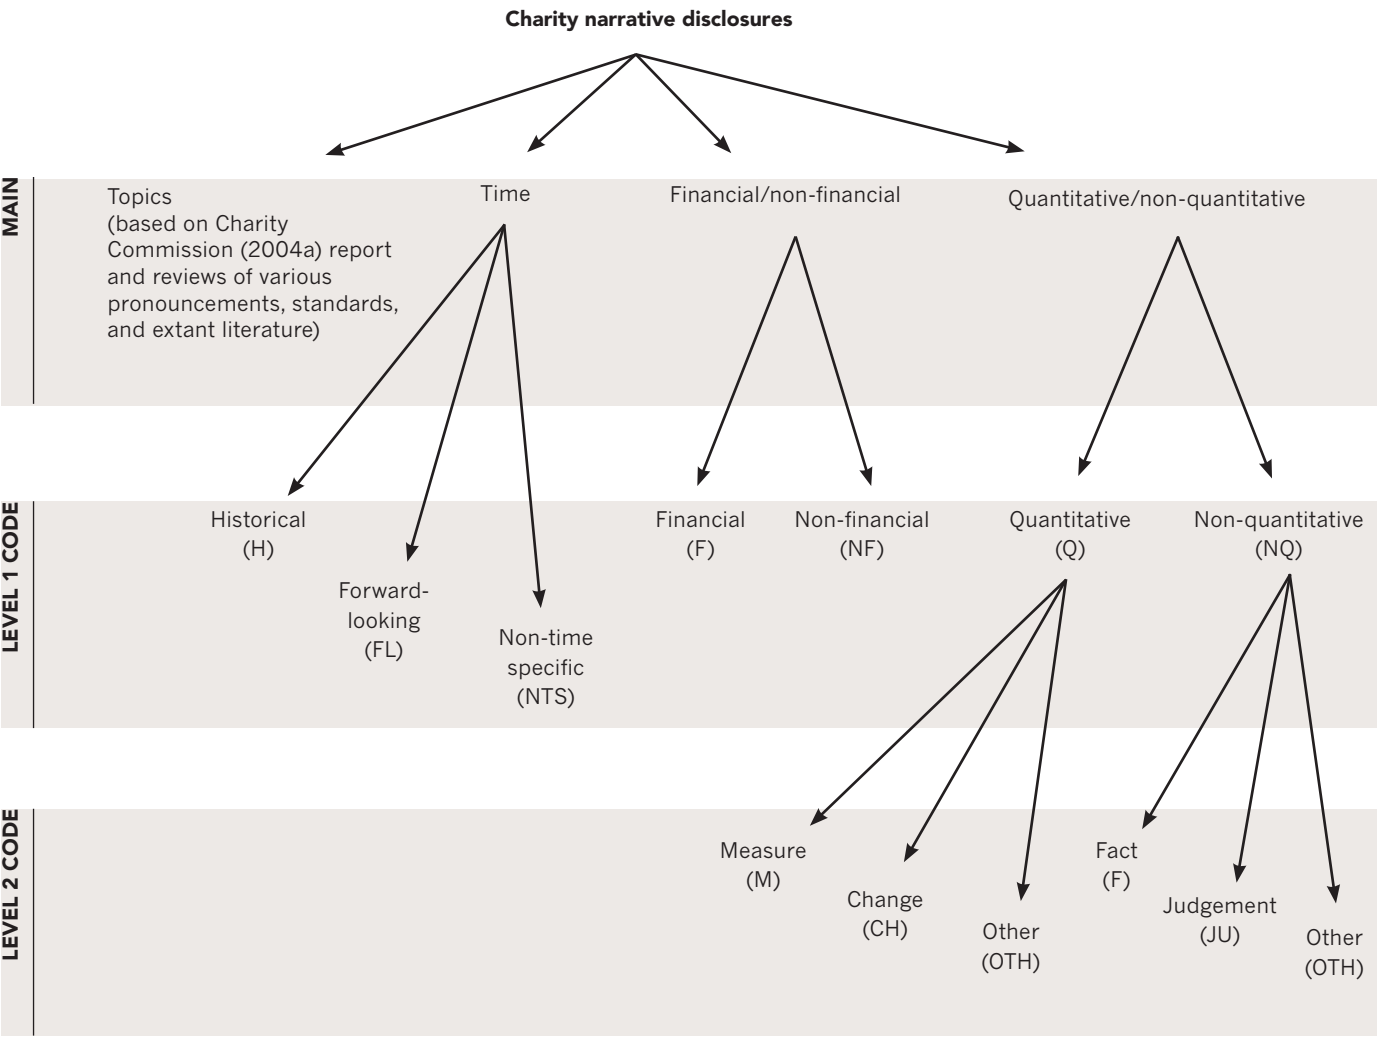 Charity narrative disclosures
MAIN
Topics
(based on Charity
Commission (2004a) report
and reviews of various
pronouncements, standards,
and extant literature)
Time
Financial/non-financial
Quantitative/non-quantitative
LEVEL 1 CODE
Historical
(H)
Forward-
looking
(FL)
Non-time
specific
(NTS)
Financial
(F)
Non-financial
(NF)
Quantitative
(Q)
Non-quantitative
(NQ)
LEVEL 2 CODE
Measure
(M)
Change
(CH)
Other
(OTH)
Fact
(F)
Judgement
(JU)
Other
(OTH)